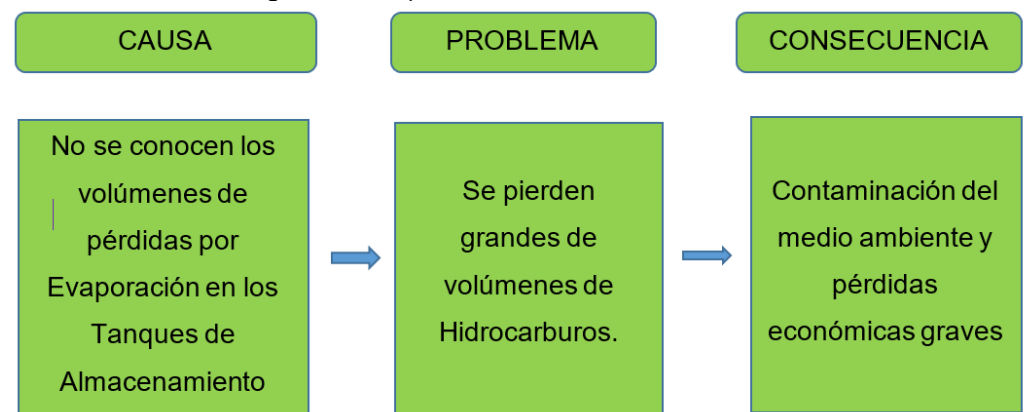 CAUSA
PROBLEMA
CONSECUENCIA
No se conocen los
volúmenes de
pérdidas por
Evaporación en los
Tanques de
Almacenamiento
Se pierden
grandes de
volúmenes de
Hidrocarburos.
Contaminación del
medio ambiente y
pérdidas
económicas graves